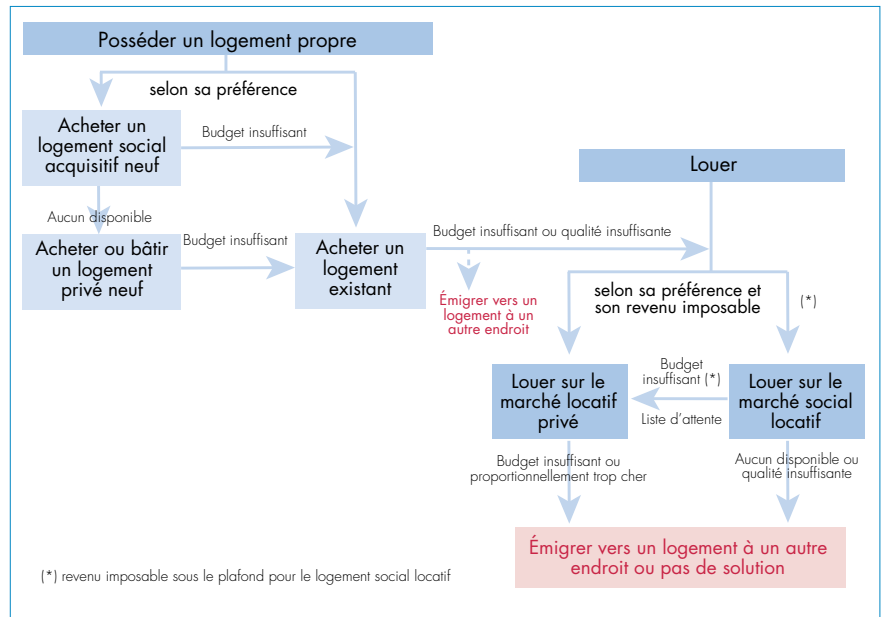 Posséder un logement propre
selon sa préférence
Acheter un
logement social
acquisitif neuf
Budget insuffisant
Louer
Aucun disponible
Acheter ou bâtir
un logement
privé neuf
Budget insuffisant
Acheter un
logement
existant
Budget insuffisant ou qualité insuffisante
Émigrer vers un
logement à un
autre endroit
selon sa préférence et
son revenu imposable
(*)
Louer sur le
marché locatif
privé
Budget
insuffisant (*)
Liste d'attente
Louer sur le
marché social
locatif
Budget insuffisant ou
proportionnellement trop cher
Aucun disponible ou
qualité insuffisante
Émigrer vers un logement à un autre
endroit ou pas de solution
(*) revenu imposable sous le plafond pour le logement social locatif